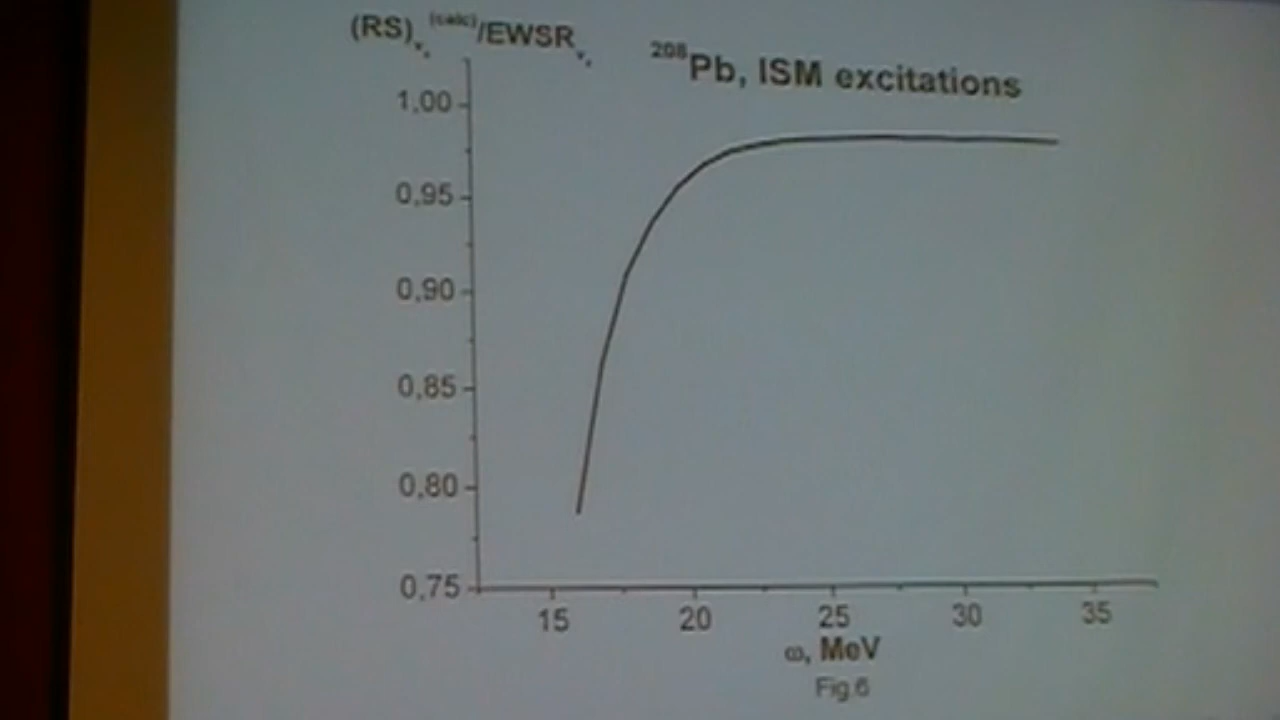 (RS)ᵥ. ⁽ᶜᵃˡᶜ⁾/EWSRᵥ.
²⁰⁸Pb, ISM excitations
1,00
0,95
0,90
0,85
0,80
0,75
15 20 25 30 35
ω, MeV
Fig.6